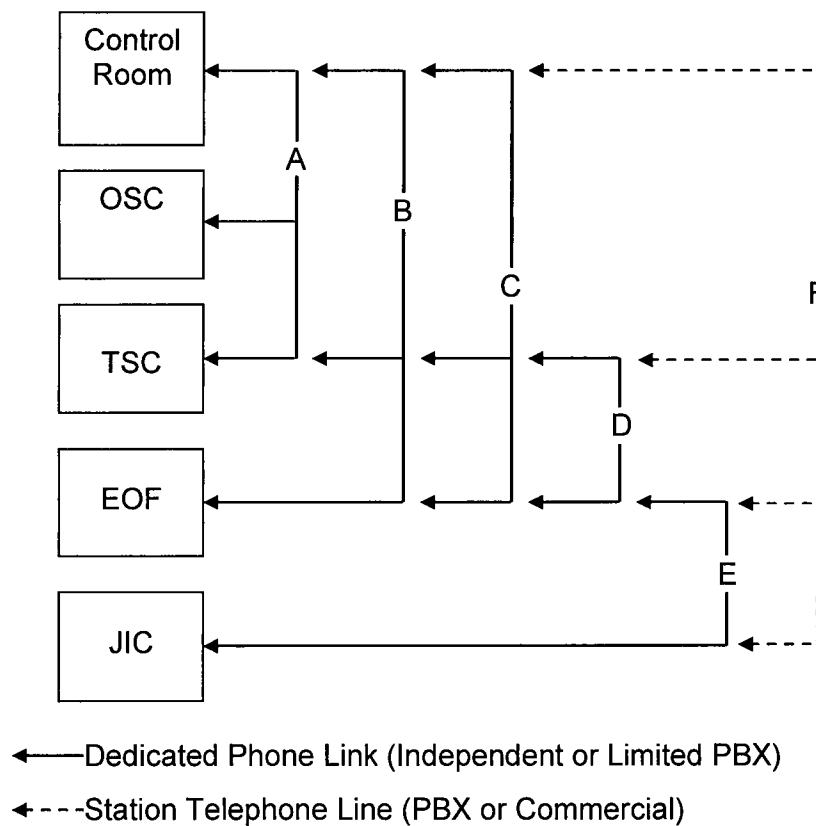 Control
Room
A
OSC
B
C
F
TSC
D
EOF
E
JIC
Dedicated Phone Link (Independent or Limited PBX)
Station Telephone Line (PBX or Commercial)